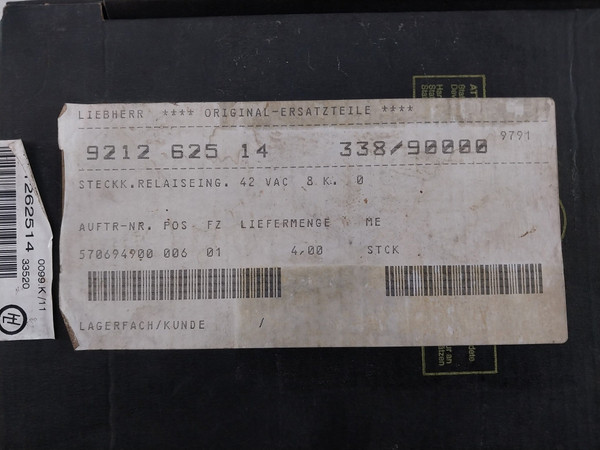 LIEBHERR **** ORIGINAL-ERSATZTEILE ****
9791
9212 625 14 338/90000
STECKK.RELAISEING. 42 VAC 8 K. 0
AUFTR-NR. POS FZ LIEFERMENGE ME
570694900 006 01 4,00 STCK
LAGERFACH/KUNDE /
262514
0099.K/11
33520